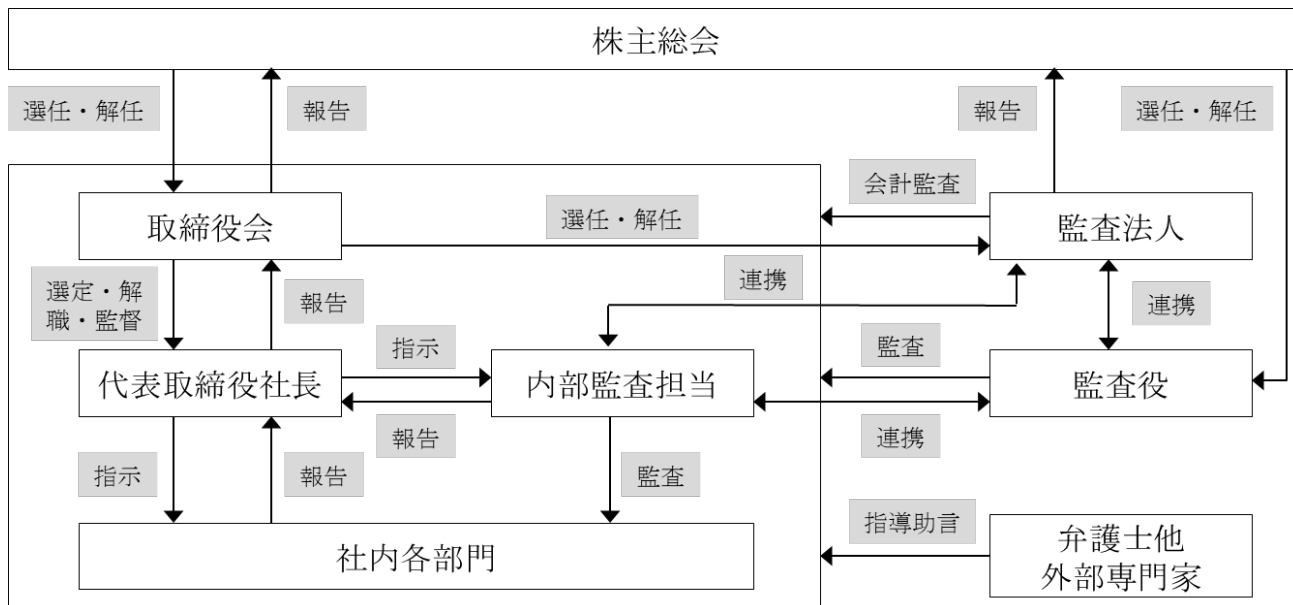 株主総会
選任・解任
報告
報告
選任・解任
会計監査
取締役会
選任・解任
監査法人
選定・解
職・監督
報告
連携
連携
指示
監査
代表取締役社長
内部監査担当
監査役
報告
連携
指示
報告
監査
指導助言
社内各部門
弁護士他
外部専門家